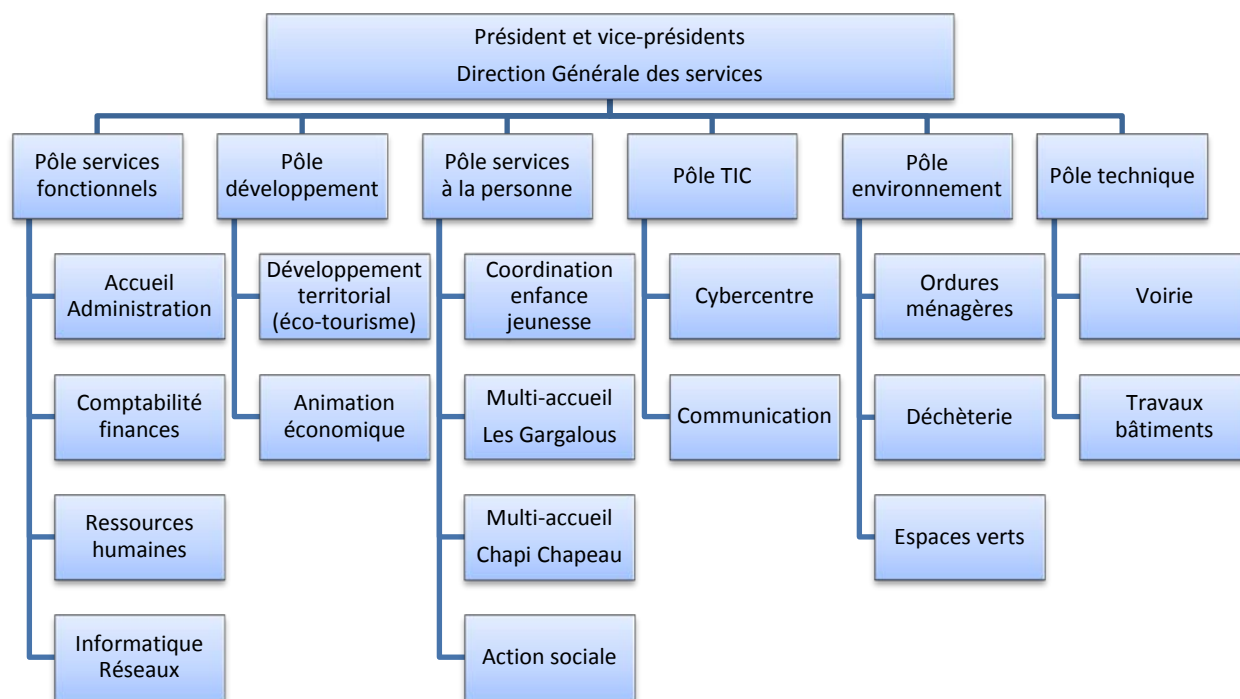 Président et vice-présidents
Direction Générale des services
Pôle services
fonctionnels
Pôle
développement
Pôle services
à la personne
Pôle TIC
Pôle
environnement
Pôle technique
Accueil
Administration
Développement
territorial
(éco-tourisme)
Coordination
enfance
jeunesse
Cybercentre
Ordures
ménagères
Voirie
Comptabilité
finances
Animation
économique
Multi-accueil
Les Gargalous
Communication
Déchèterie
Travaux
bâtiments
Ressources
humaines
Multi-accueil
Chapi Chapeau
Espaces verts
Informatique
Réseaux
Action sociale